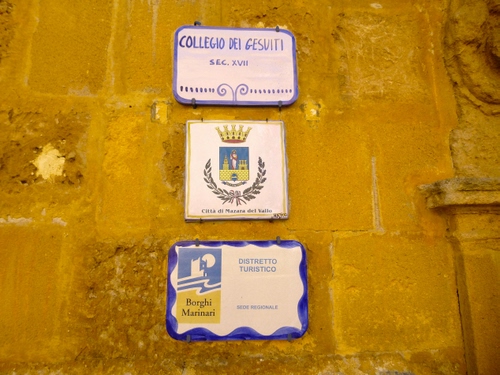 COLLEGIO DEI GESUITI
SEC. XVII
Città di Mazara del Vallo
DISTRETTO
TURISTICO
Borghi
Marinari
SEDE REGIONALE